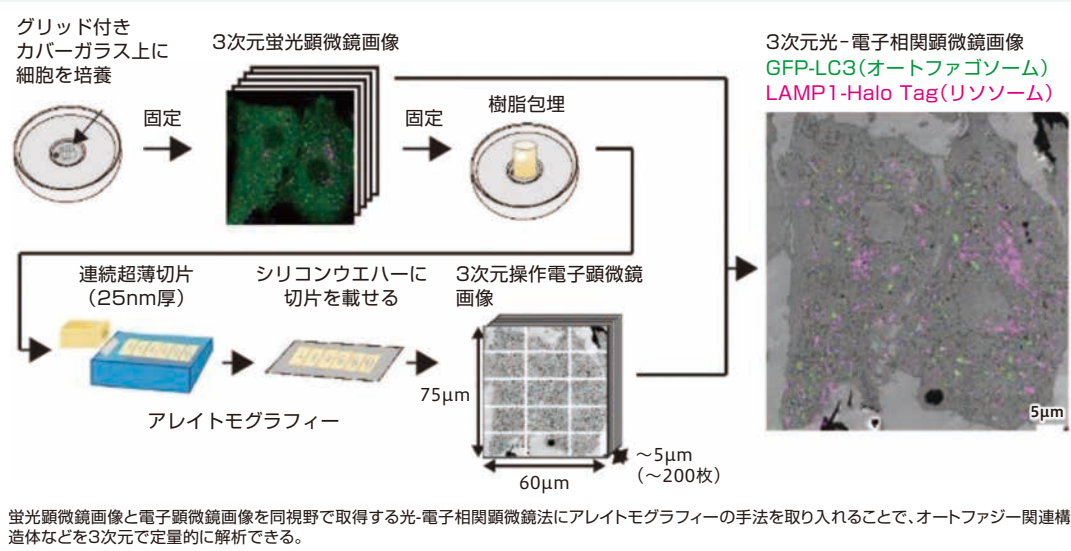 グリッド付き
カバーガラス上に
細胞を培養
固定
3次元蛍光顕微鏡画像
固定
樹脂包埋
連続超薄切片
（25nm厚）
シリコンウエハーに
切片を載せる
アレイトモグラフィー
3次元操作電子顕微鏡
画像
75μm
60μm
～5μm
（～200枚）
3次元光-電子相関顕微鏡画像
GFP-LC3（オートファゴソーム）
LAMP1-Halo Tag（リソソーム）
5μm
蛍光顕微鏡画像と電子顕微鏡画像を同視野で取得する光-電子相関顕微鏡法にアレイトモグラフィーの手法を取り入れることで、オートファジー関連構
造体などを3次元で定量的に解析できる。